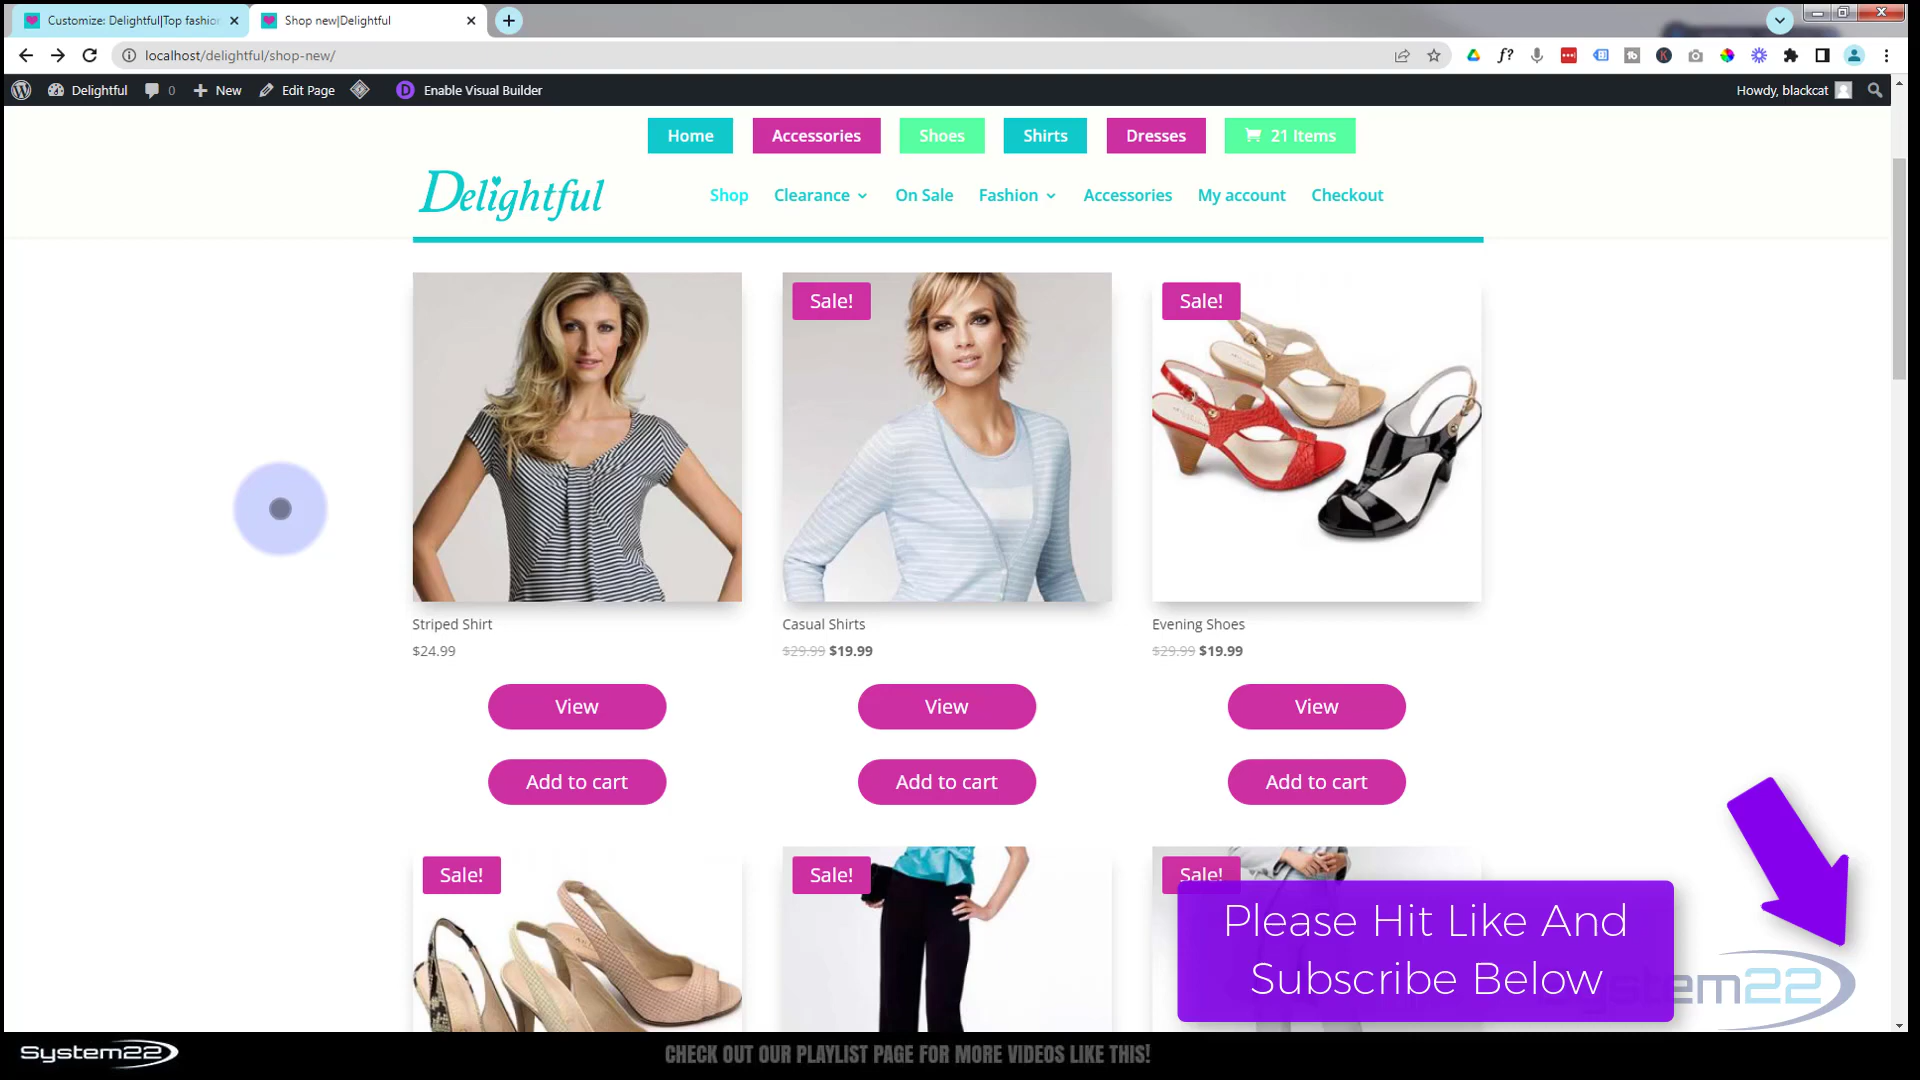 Customize: Delightful|Top fashion
Shop new|Delightful
localhost/delightful/shop-new/
Delightful
0
New
Edit Page
Enable Visual Builder
Howdy, blackcat
Home
Accessories
Shoes
Shirts
Dresses
21 Items
Delightful
Shop
Clearance
On Sale
Fashion
Accessories
My account
Checkout
Sale!
Sale!
Striped Shirt
Casual Shirts
Evening Shoes
$24.99
$29.99 $19.99
$29.99 $19.99
View
View
View
Add to cart
Add to cart
Add to cart
Sale!
Sale!
Sale!
Please Hit Like And
Subscribe Below
System22
System22
CHECK OUT OUR PLAYLIST PAGE FOR MORE VIDEOS LIKE THIS!